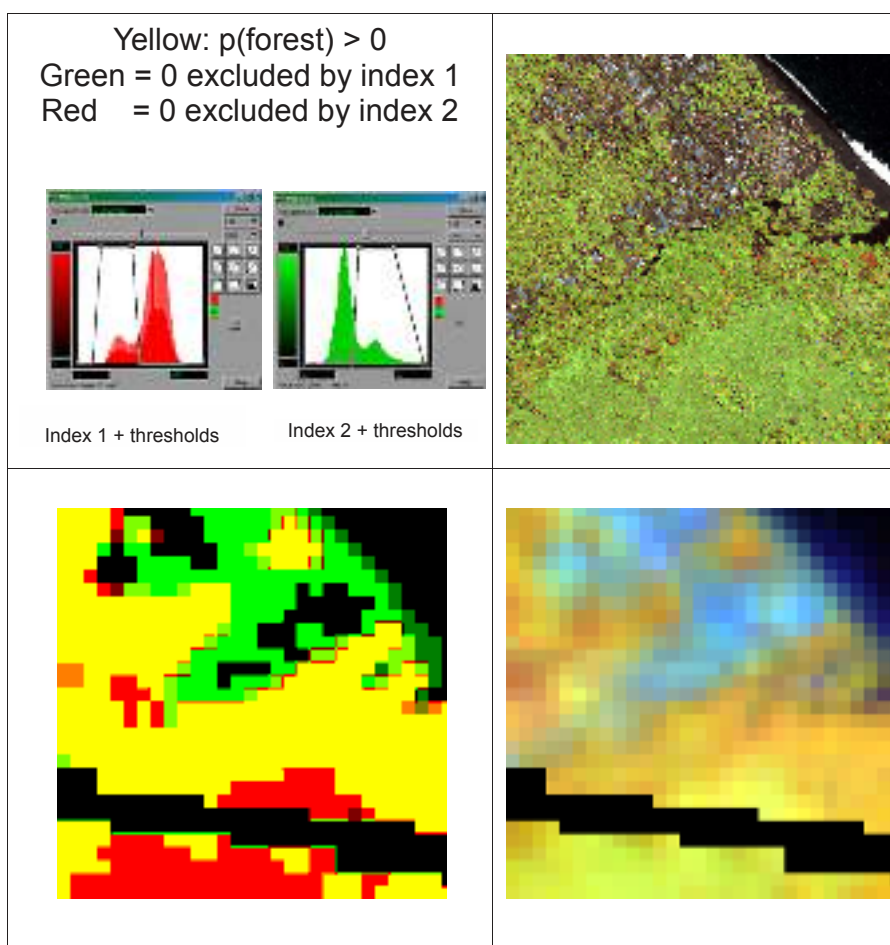 Yellow: p(forest) > 0
Green = 0 excluded by index 1
Red = 0 excluded by index 2
Index 1 + thresholds
Index 2 + thresholds